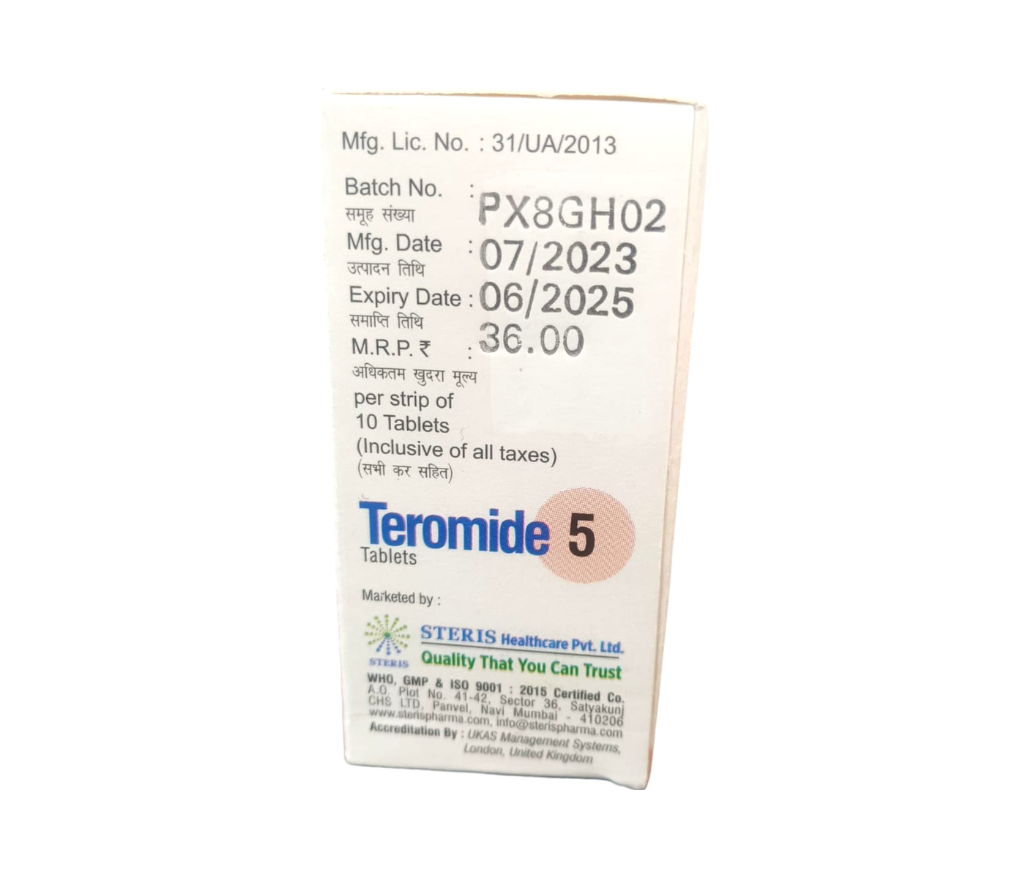 Mfg. Lic. No. : 31/UA/2013
Batch No. : PX8GH02
समूह संख्या
Mfg. Date : 07/2023
उत्पादन तिथि
Expiry Date : 06/2025
समाप्ति तिथि
M.R.P. ₹ : 36.00
अधिकतम खुदरा मूल्य
per strip of
10 Tablets
(Inclusive of all taxes)
(सभी कर सहित)
Teromide 5
Tablets
Marketed by :
STERIS Healthcare Pvt. Ltd.
STERIS
Quality That You Can Trust
WHO, GMP & ISO 9001 : 2015 Certified Co.
A.O. Plot No. 41-42, Sector 36, Satyakunj
CHS LTD, Panvel, Navi Mumbai - 410206
www.sterispharma.com, info@sterispharma.com
Accreditation By : UKAS Management Systems,
London, United Kingdom